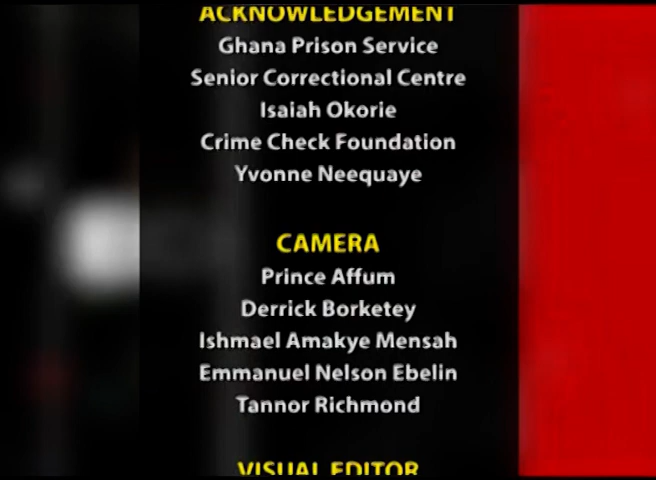 ACKNOWLEDGEMENT
Ghana Prison Service
Senior Correctional Centre
Isaiah Okorie
Crime Check Foundation
Yvonne Neequaye
CAMERA
Prince Affum
Derrick Borketey
Ishmael Amakye Mensah
Emmanuel Nelson Ebelin
Tannor Richmond
VISUAL EDITOR